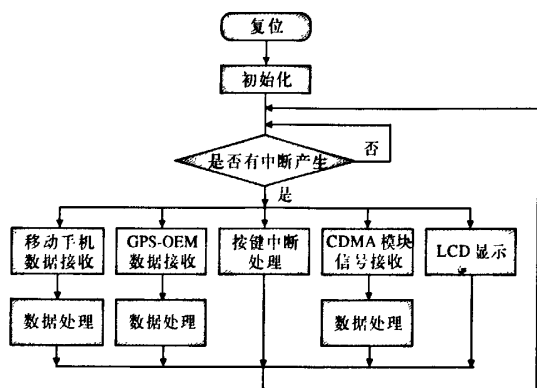 复位
初始化
是否有中断产生
否
是
移动手机
数据接收
GPS-OEM
数据接收
按键中断
处理
CDMA 模块
信号接收
LCD 显示
数据处理
数据处理
数据处理